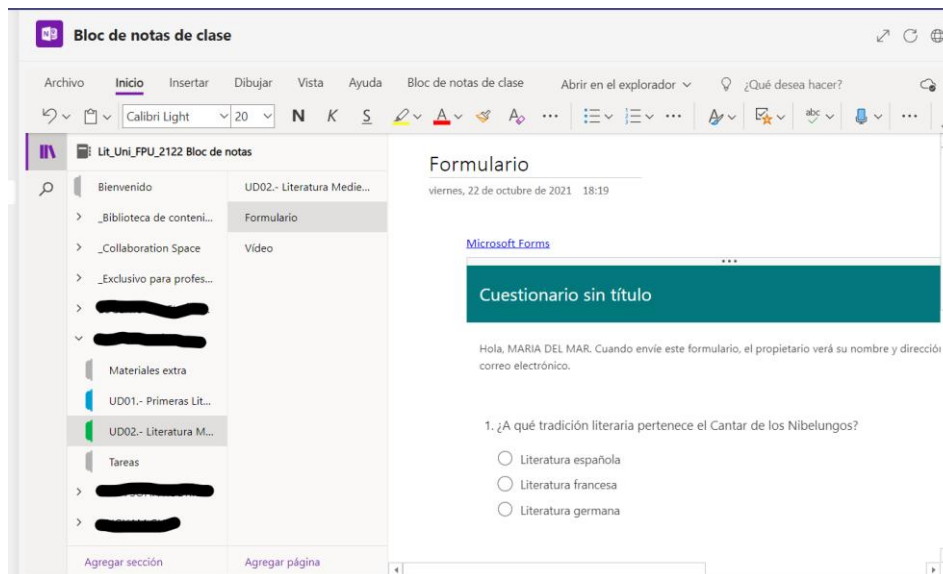 Bloc de notas de clase
Archivo Inicio Insertar Dibujar Vista Ayuda Bloc de notas de clase Abrir en el explorador ¿Qué desea hacer?
Calibri Light 20 N K S A A abc
Lit_Uni_FPU_2122 Bloc de notas
Bienvenido
_Biblioteca de conteni...
_Collaboration Space
_Exclusivo para profes...
Materiales extra
UD01.- Primeras Lit...
UD02.- Literatura M...
Tareas
Agregar sección
UD02.- Literatura Medie...
Formulario
Vídeo
Agregar página
Formulario
viernes, 22 de octubre de 2021 18:19
Microsoft Forms
Cuestionario sin título
Hola, MARIA DEL MAR. Cuando envíe este formulario, el propietario verá su nombre y dirección
correo electrónico.
1. ¿A qué tradición literaria pertenece el Cantar de los Nibelungos?
Literatura española
Literatura francesa
Literatura germana